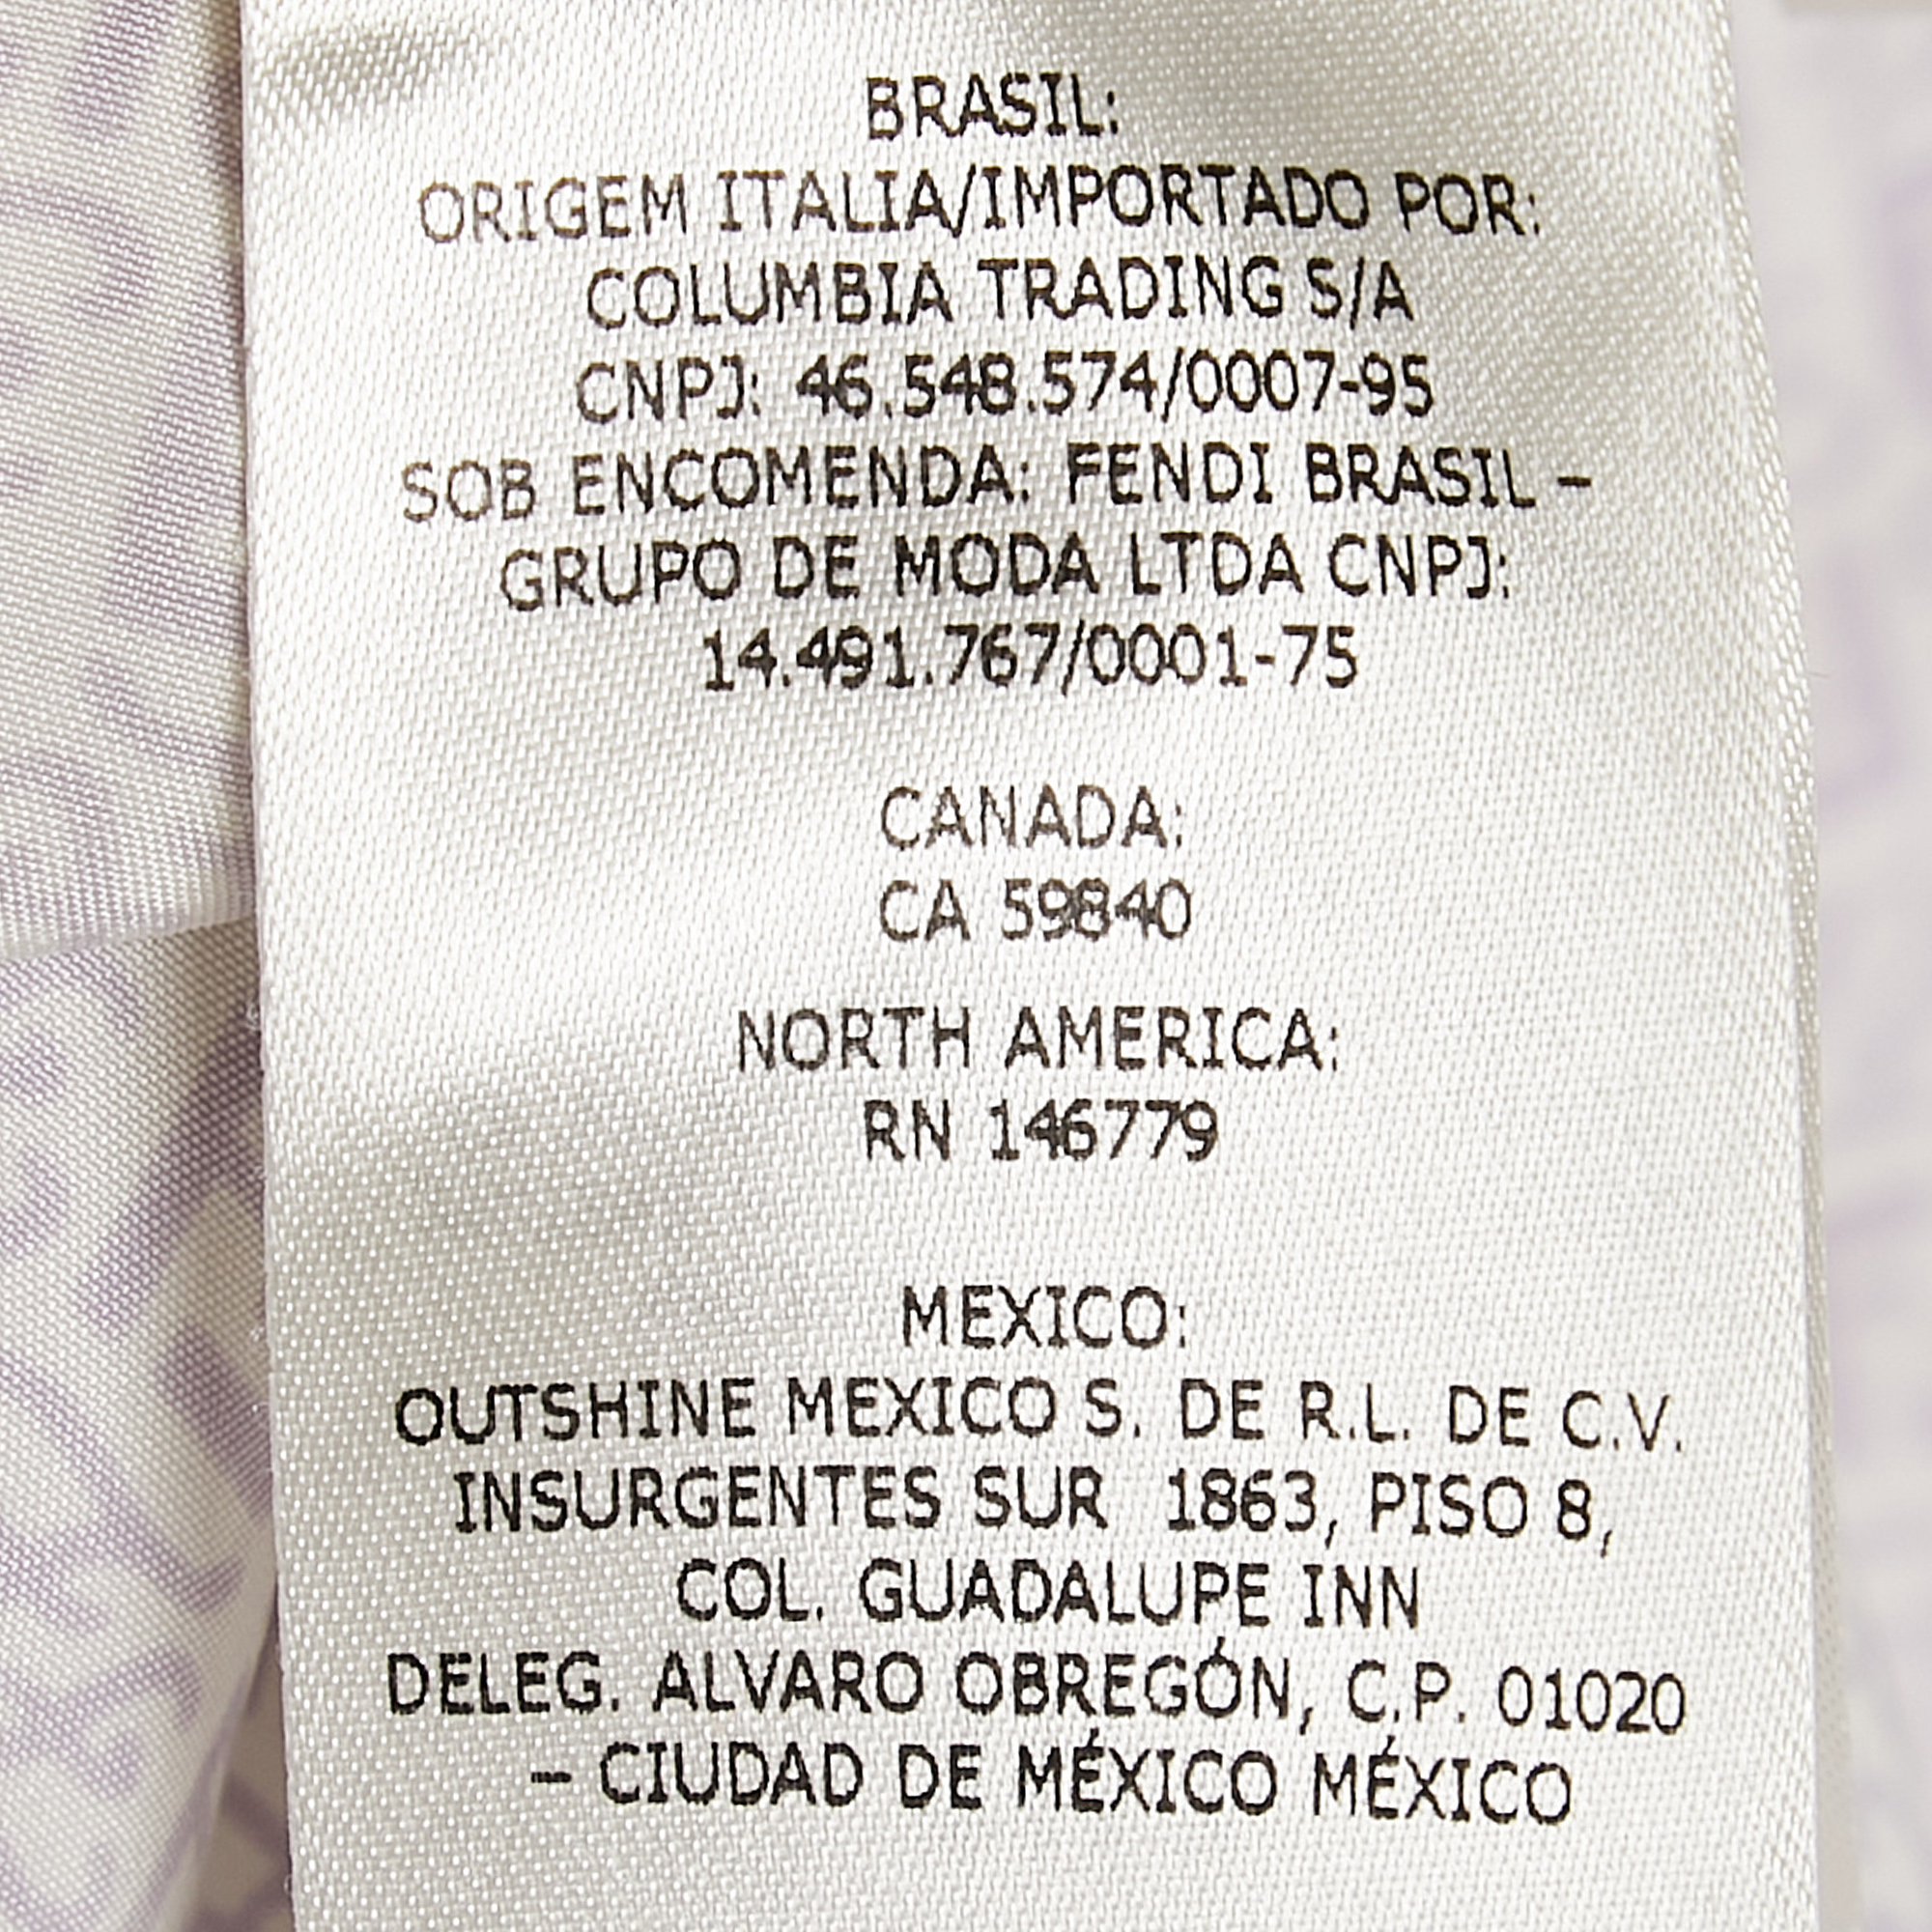 BRASIL:
ORIGEM ITALIA/IMPORTADO POR:
COLUMBIA TRADING S/A
CNPJ: 46.548.574/0007-95
SOB ENCOMENDA: FENDI BRASIL –
GRUPO DE MODA LTDA CNPJ:
14.491.767/0001-75
CANADA:
CA 59840
NORTH AMERICA:
RN 146779
MEXICO:
OUTSHINE MEXICO S. DE R.L. DE C.V.
INSURGENTES SUR 1863, PISO 8,
COL. GUADALUPE INN
DELEG. ALVARO OBREGÓN, C.P. 01020
– CIUDAD DE MÉXICO MÉXICO